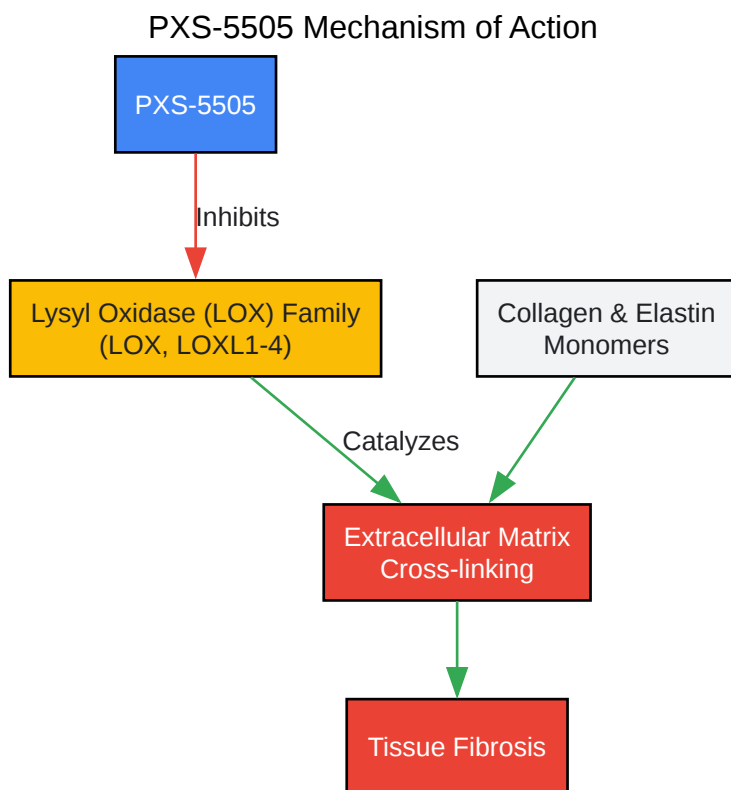 PXS-5505 Mechanism of Action
PXS-5505
Inhibits
Lysyl Oxidase (LOX) Family
(LOX, LOXL1-4)
Collagen & Elastin
Monomers
Catalyzes
Extracellular Matrix
Cross-linking
Tissue Fibrosis